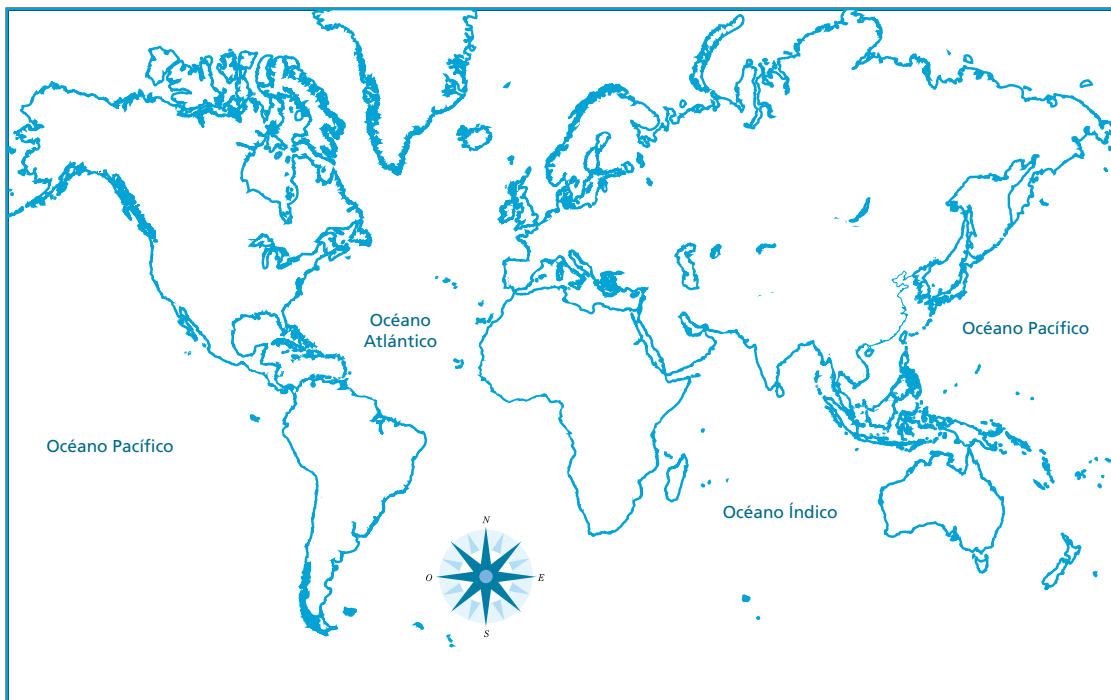 Océano
Atlántico
Océano Pacífico
Océano Pacífico
Océano Índico
N
O
E
S